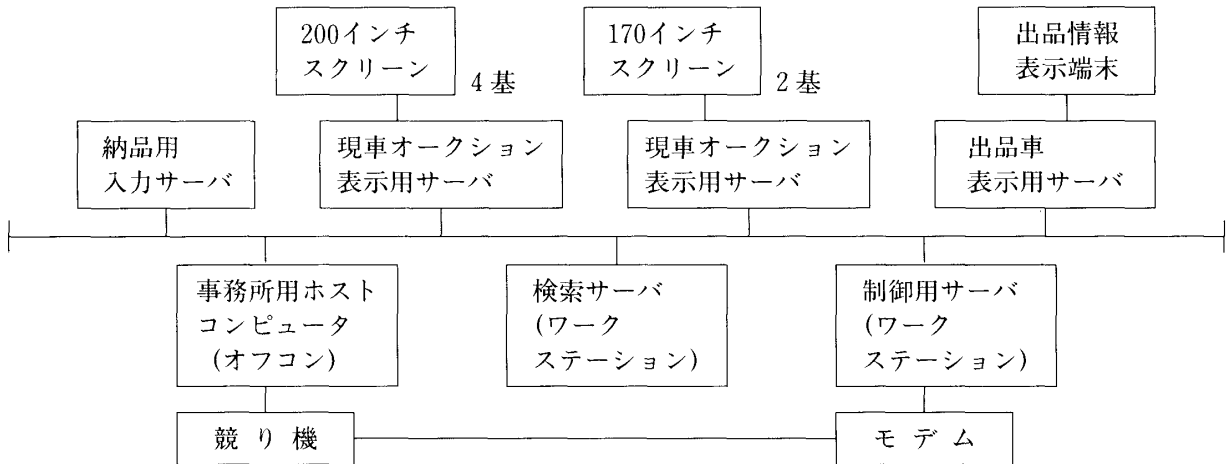 200インチ
スクリーン
4基
170インチ
スクリーン
2基
出品情報
表示端末
納品用
入力サーバ
現車オークション
表示用サーバ
現車オークション
表示用サーバ
出品車
表示用サーバ
事務所用ホスト
コンピュータ
(オフコン)
検索サーバ
(ワーク
ステーション)
制御用サーバ
(ワーク
ステーション)
競り機
モデム